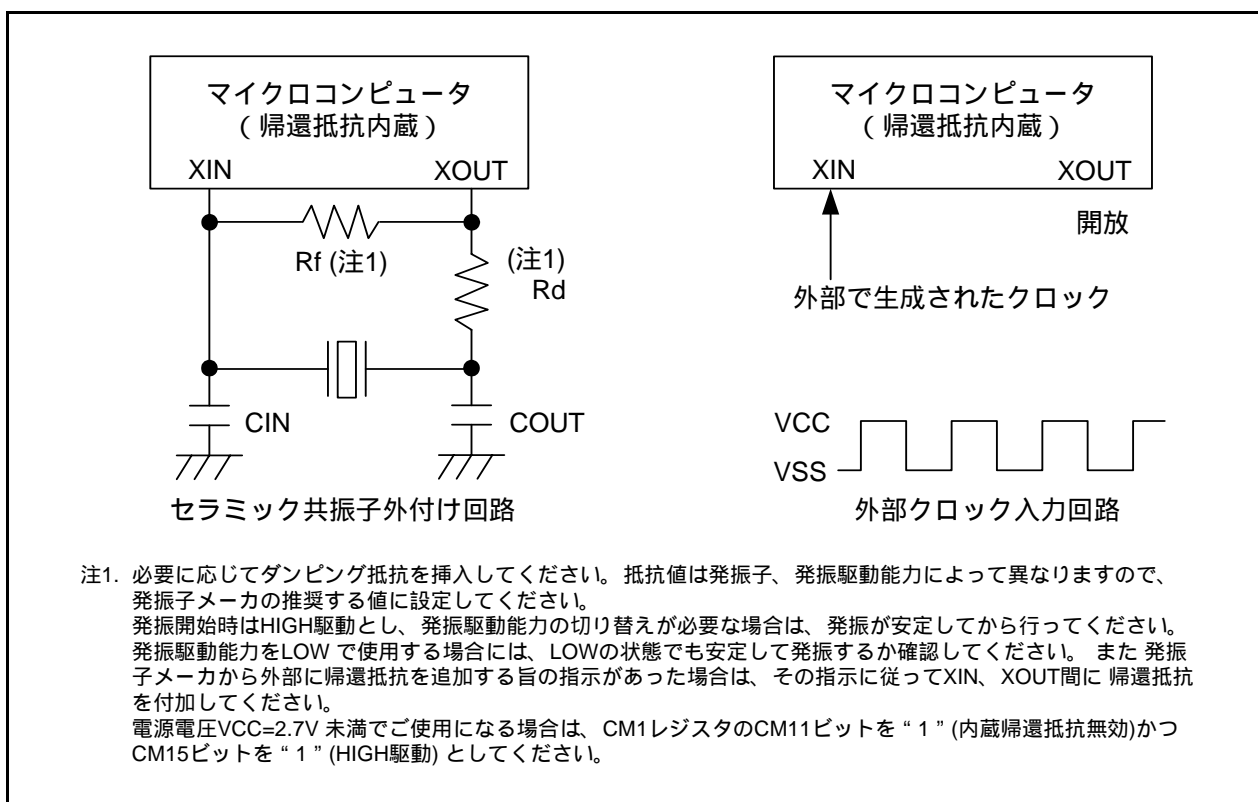 マイクロコンピュータ
（帰還抵抗内蔵）
XIN XOUT
Rf (注1)
(注1)
Rd
CIN
COUT
セラミック共振子外付け回路
マイクロコンピュータ
（帰還抵抗内蔵）
XIN XOUT
開放
外部で生成されたクロック
VCC
VSS
外部クロック入力回路
注1. 必要に応じてダンピング抵抗を挿入してください。抵抗値は発振子、発振駆動能力によって異なりますので、
発振子メーカの推奨する値に設定してください。
発振開始時はHIGH駆動とし、発振駆動能力の切り替えが必要な場合は、発振が安定してから行ってください。
発振駆動能力をLOW で使用する場合には、LOWの状態でも安定して発振するか確認してください。 また 発振
子メーカから外部に帰還抵抗を追加する旨の指示があった場合は、その指示に従ってXIN、XOUT間に 帰還抵抗
を付加してください。
電源電圧VCC=2.7V 未満でご使用になる場合は、CM1レジスタのCM11ビットを “ 1 ” (内蔵帰還抵抗無効)かつ
CM15ビットを “ 1 ” (HIGH駆動) としてください。